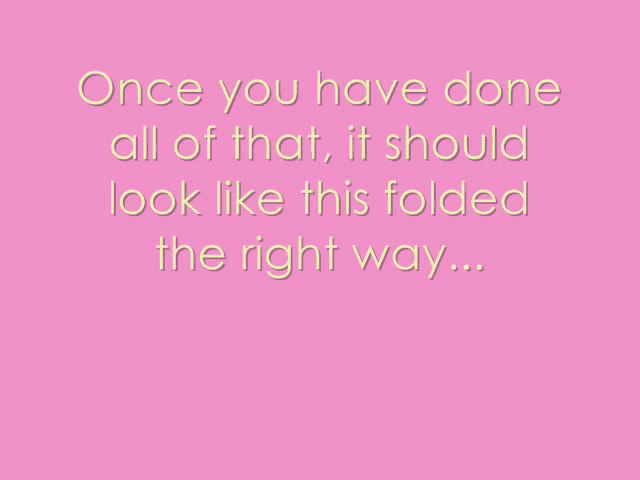 Once you have done
all of that, it should
look like this folded
the right way...